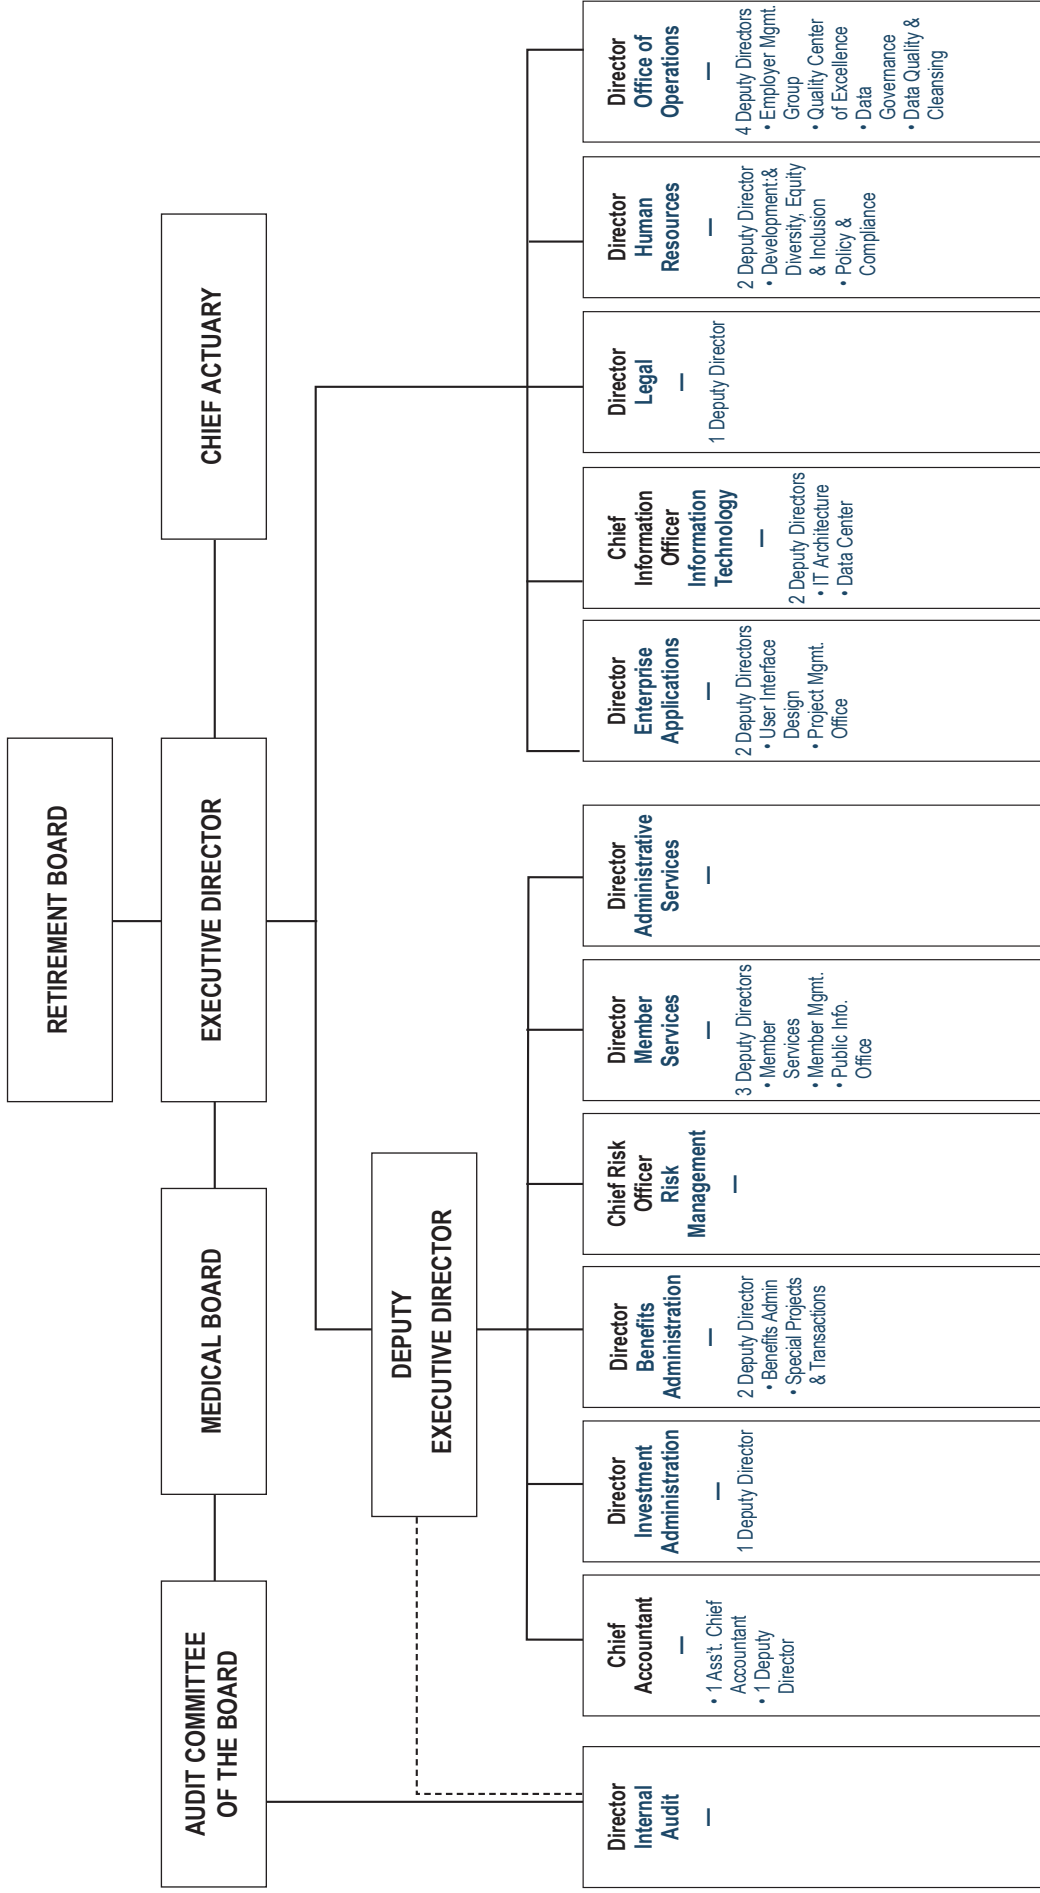 RETIREMENT BOARD
AUDIT COMMITTEE
OF THE BOARD
MEDICAL BOARD
EXECUTIVE DIRECTOR
CHIEF ACTUARY
DEPUTY
EXECUTIVE DIRECTOR
Director
Internal
Audit
–
Chief
Accountant
–
• 1 Ass't. Chief
Accountant
• 1 Deputy
Director
Director
Investment
Administration
–
1 Deputy Director
Director
Benefits
Administration
–
2 Deputy Director
• Benefits Admin
• Special Projects
& Transactions
Chief Risk
Officer
Risk
Management
–
Director
Member
Services
–
3 Deputy Directors
• Member
Services
• Member Mgmt.
• Public Info.
Office
Director
Administrative
Services
–
Director
Enterprise
Applications
–
2 Deputy Directors
• User Interface
Design
• Project Mgmt.
Office
Chief
Information
Officer
Information
Technology
–
2 Deputy Directors
• IT Architecture
• Data Center
Director
Legal
–
1 Deputy Director
Director
Human
Resources
–
2 Deputy Director
• Development:&
Diversity, Equity
& Inclusion
• Policy &
Compliance
Director
Office of
Operations
–
4 Deputy Directors
• Employer Mgmt.
Group
• Quality Center
of Excellence
• Data
Governance
• Data Quality &
Cleansing